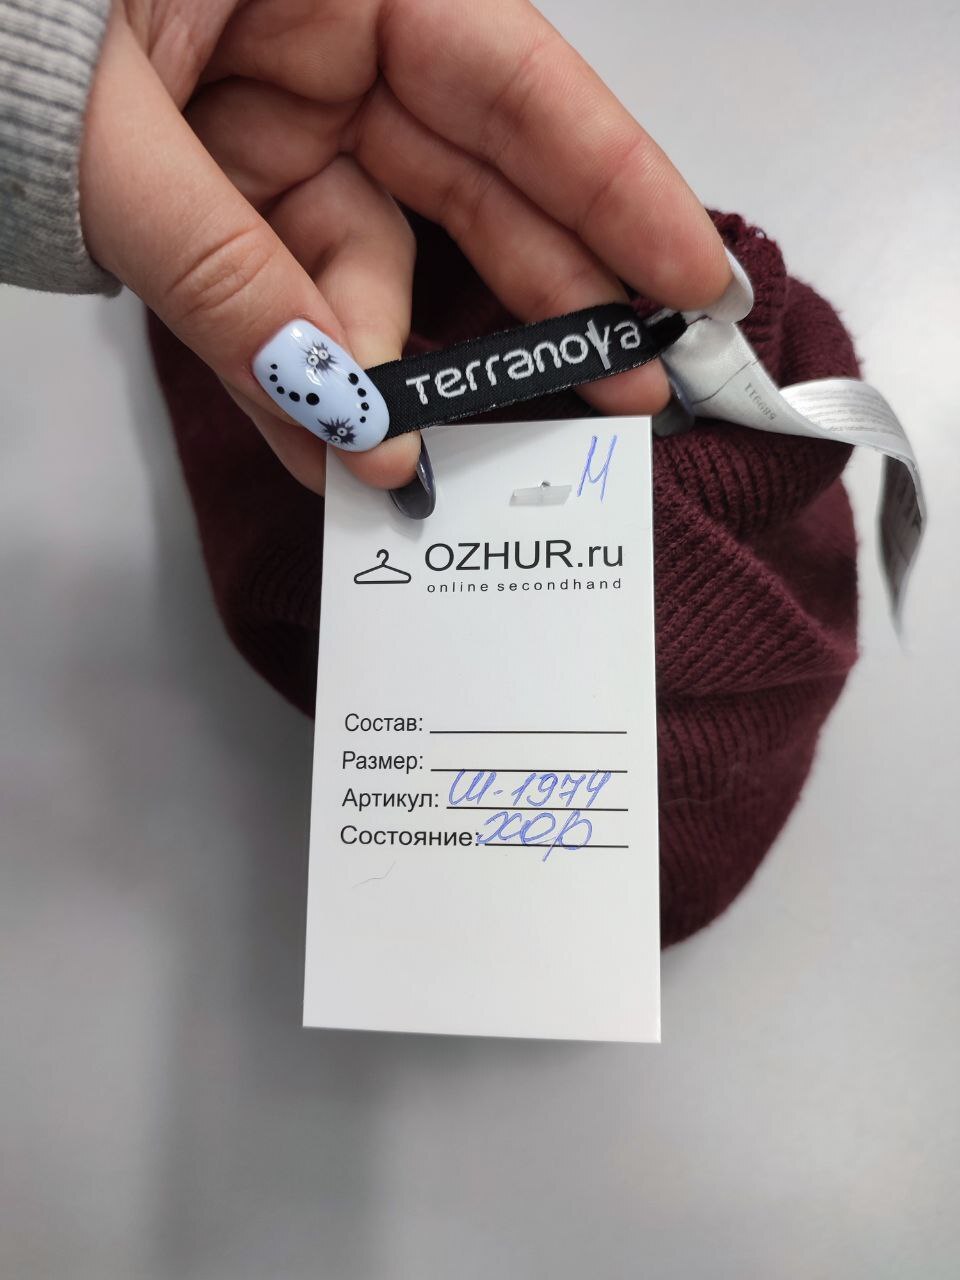 Terranova
М
OZHUR.ru
online secondhand
Состав:
Размер:
Артикул: Ш-1974
Состояние: хор